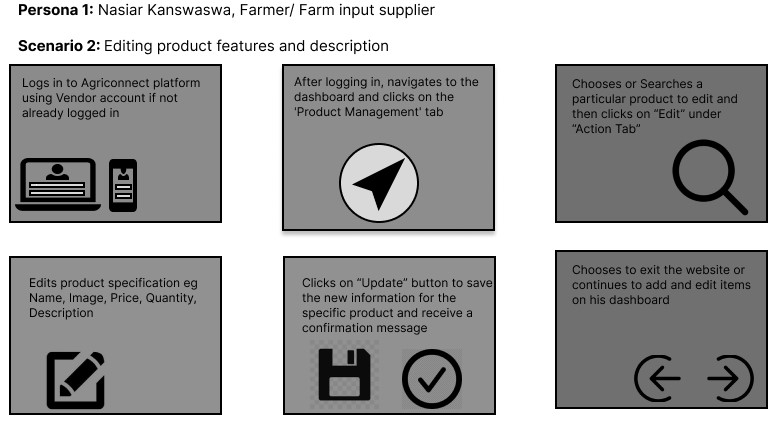 Persona 1: Nasiar Kanswaswa, Farmer/ Farm input supplier
Scenario 2: Editing product features and description
Logs in to Agriconnect platform
using Vendor account if not
already logged in
After logging in, navigates to the
dashboard and clicks on the
'Product Management' tab
Chooses or Searches a
particular product to edit and
then clicks on “Edit” under
“Action Tab”
Edits product specification eg
Name, Image, Price, Quantity,
Description
Clicks on “Update” button to save
the new information for the
specific product and receive a
confirmation message
Chooses to exit the website or
continues to add and edit items
on his dashboard